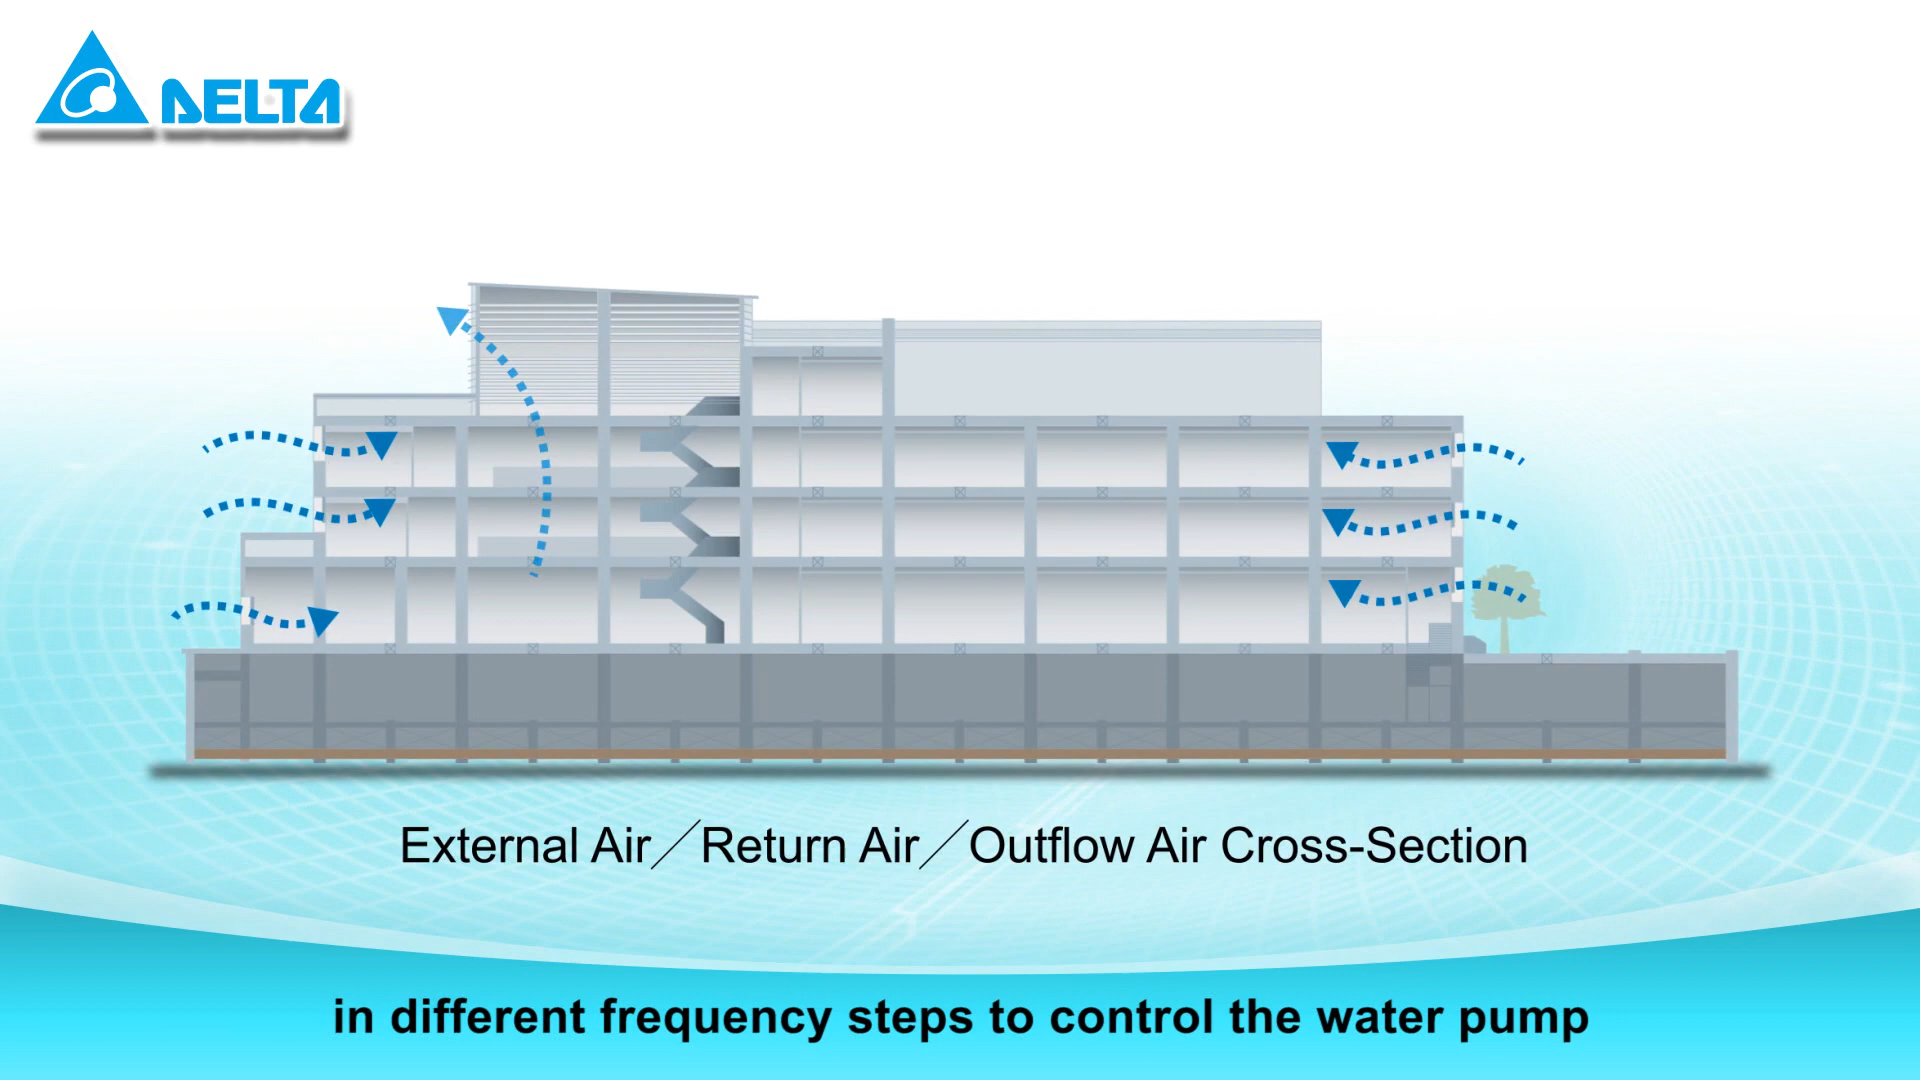 DELTA
External Air／Return Air／Outflow Air Cross-Section
in different frequency steps to control the water pump